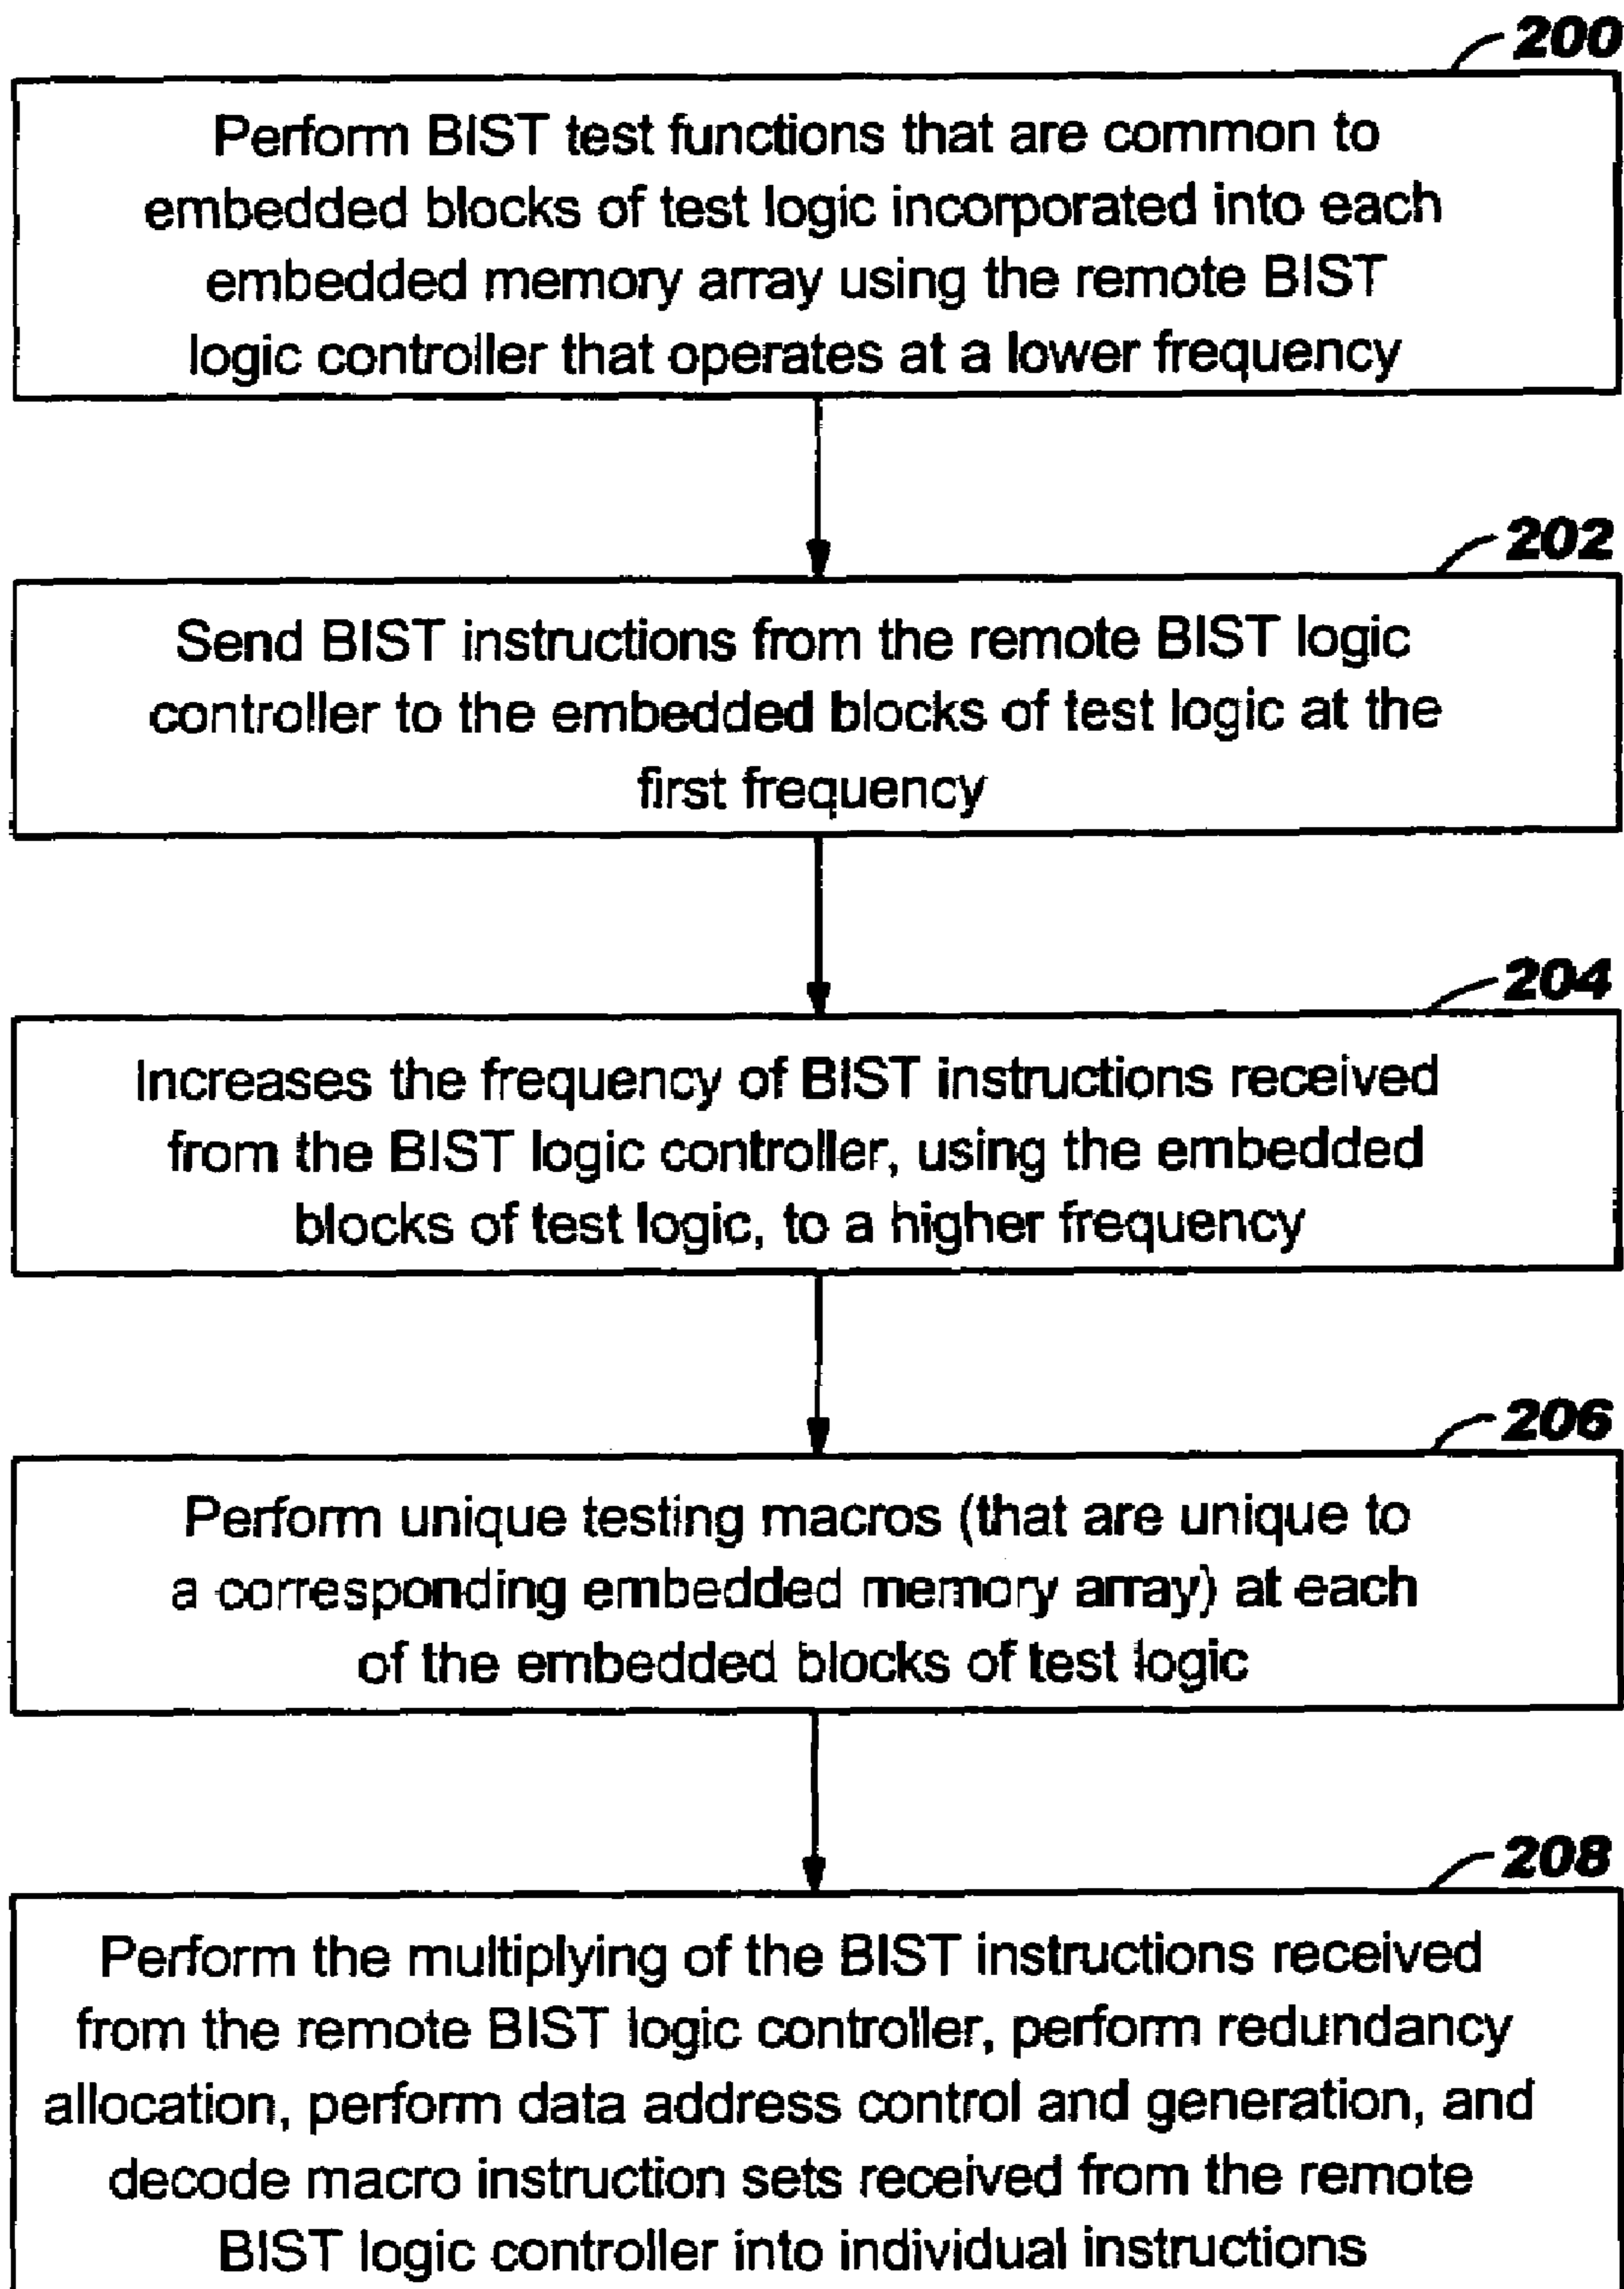 200
Perform BIST test functions that are common to
embedded blocks of test logic incorporated into each
embedded memory array using the remote BIST
logic controller that operates at a lower frequency
202
Send BIST instructions from the remote BIST logic
controller to the embedded blocks of test logic at the
first frequency
204
Increases the frequency of BIST instructions received
from the BIST logic controller, using the embedded
blocks of test logic, to a higher frequency
206
Perform unique testing macros (that are unique to
a corresponding embedded memory array) at each
of the embedded blocks of test logic
208
Perform the multiplying of the BIST instructions received
from the remote BIST logic controller, perform redundancy
allocation, perform data address control and generation, and
decode macro instruction sets received from the remote
BIST logic controller into individual instructions